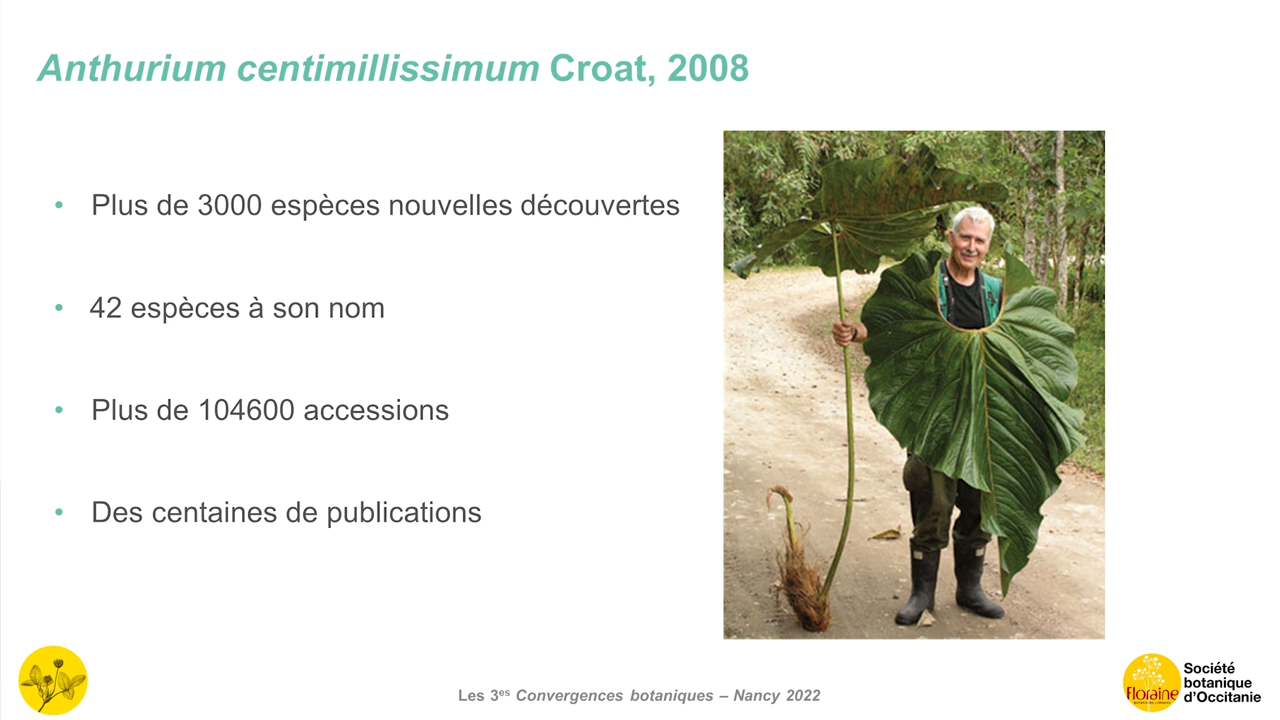 Anthurium centimillissimum Croat, 2008
• Plus de 3000 espèces nouvelles découvertes
• 42 espèces à son nom
• Plus de 104600 accessions
• Des centaines de publications
Les 3es Convergences botaniques – Nancy 2022
Floraine
Société
botanique
d'Occitanie